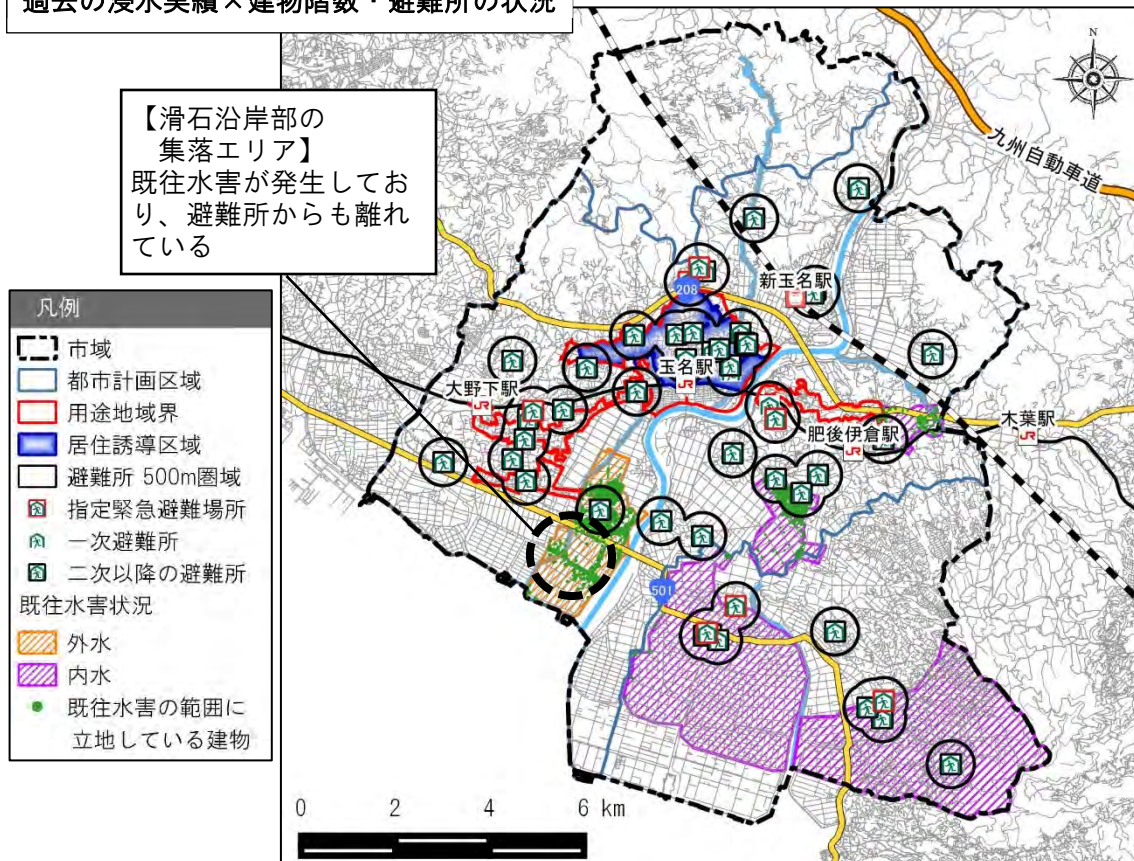 過去の浸水実績×建物階数・避難所の状況
【滑石沿岸部の
集落エリア】
既往水害が発生してお
り、避難所からも離れ
ている
N
九州自動車道
新玉名駅
208
玉名駅
JR
大野下駅
JR
肥後伊倉駅
JR
木葉駅
JR
501
凡例
市域
都市計画区域
用途地域界
居住誘導区域
避難所 500m圏域
指定緊急避難場所
一次避難所
二次以降の避難所
既往水害状況
外水
内水
既往水害の範囲に
立地している建物
0 2 4 6 km